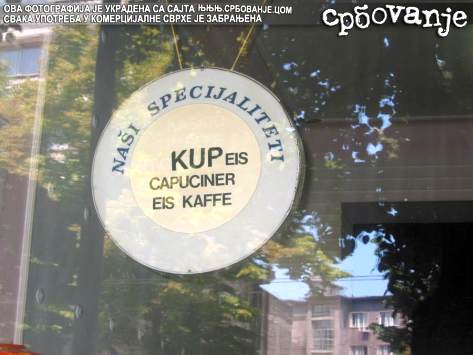 ОВА ФОТОГРАФИЈА ЈЕ УКРАДЕНА СА САЈТА ЊЊЊ.СРБОВАЊЕ.ЦОМ
СВАКА УПОТРЕБА У КОМЕРЦИЈАЛНЕ СВРХЕ ЈЕ ЗАБРАЊЕНА
србоvanje
NAŠI SPECIJALITETI
KUP EIS
CAPUCINER
EIS KAFFE